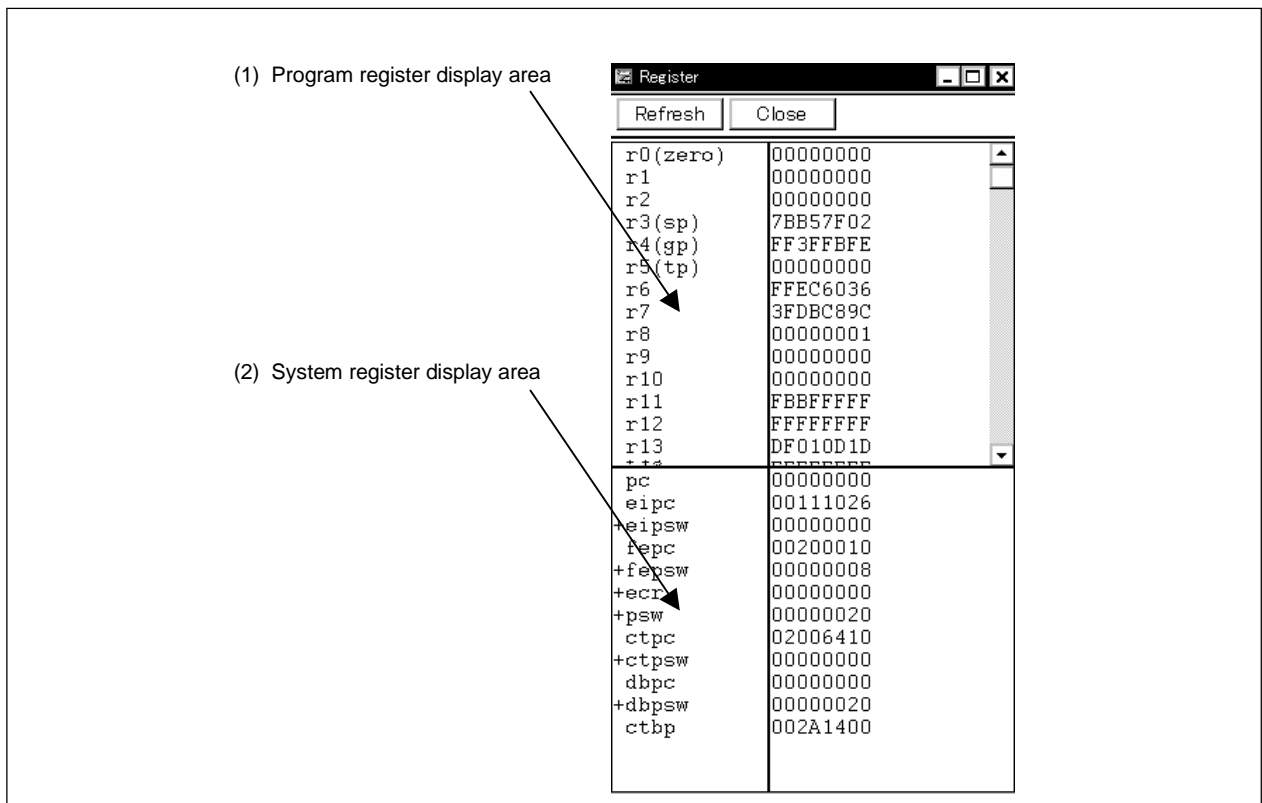 (1) Program register display area
Register
Refresh Close
r0(zero) 00000000
r1 00000000
r2 00000000
r3(sp) 7BB57F02
r4(gp) FF3FFBFE
r5(tp) 00000000
r6 FFEC6036
r7 3FDBC89C
r8 00000001
r9 00000000
(2) System register display area
r10 00000000
r11 FBBFFFFF
r12 FFFFFFFF
r13 DF010D1D
pc 00000000
eipc 00111026
+eipsw 00000000
fepc 00200010
+fepsw 00000008
+ecr 00000000
+psw 00000020
ctpc 02006410
+ctpsw 00000000
dbpc 00000000
+dbpsw 00000020
ctbp 002A1400